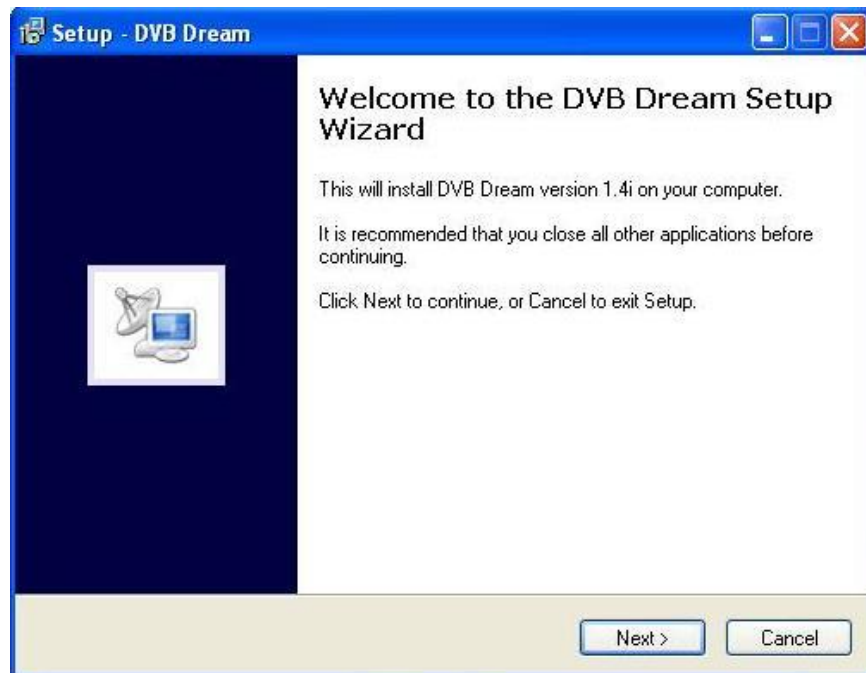 Setup - DVB Dream
Welcome to the DVB Dream Setup
Wizard
This will install DVB Dream version 1.4i on your computer.
It is recommended that you close all other applications before
continuing.
Click Next to continue, or Cancel to exit Setup.
Next >
Cancel